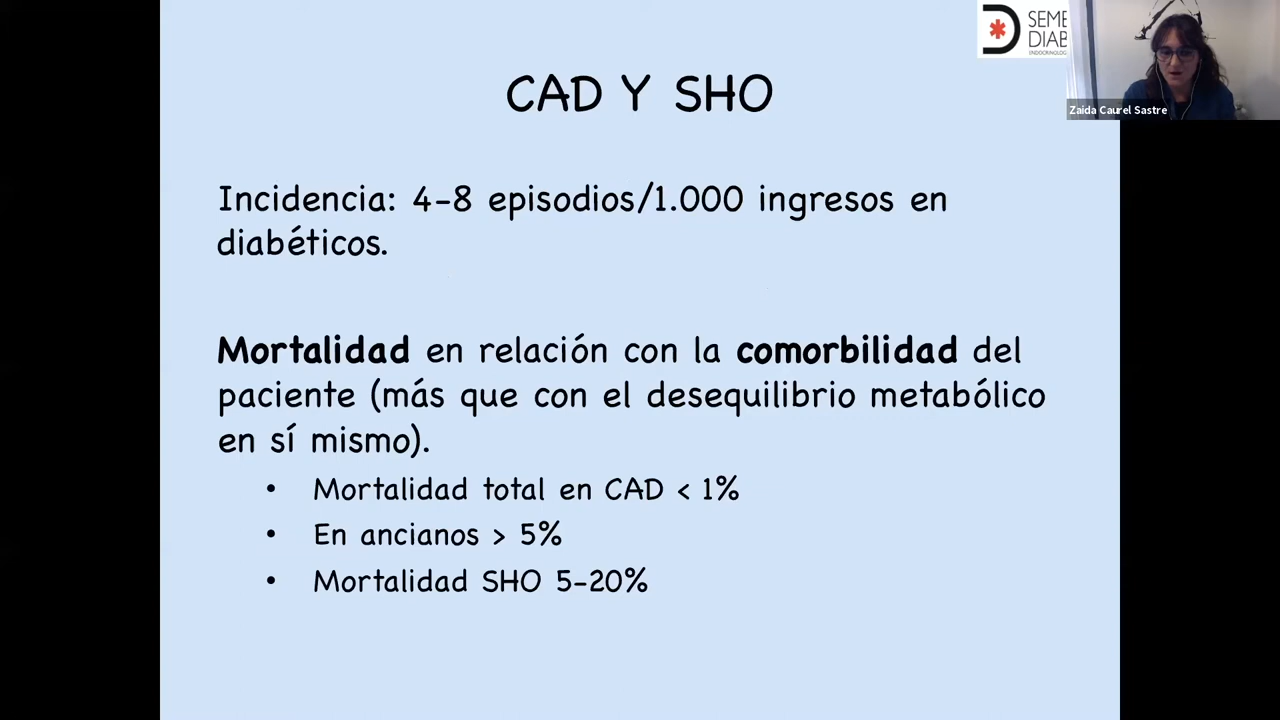 SEME
DIAB
ENDOCRINOLOG
Zaida Caurel Sastre
CAD Y SHO
Incidencia: 4-8 episodios/1.000 ingresos en
diabéticos.
Mortalidad en relación con la comorbilidad del
paciente (más que con el desequilibrio metabólico
en sí mismo).
• Mortalidad total en CAD < 1%
• En ancianos > 5%
• Mortalidad SHO 5-20%